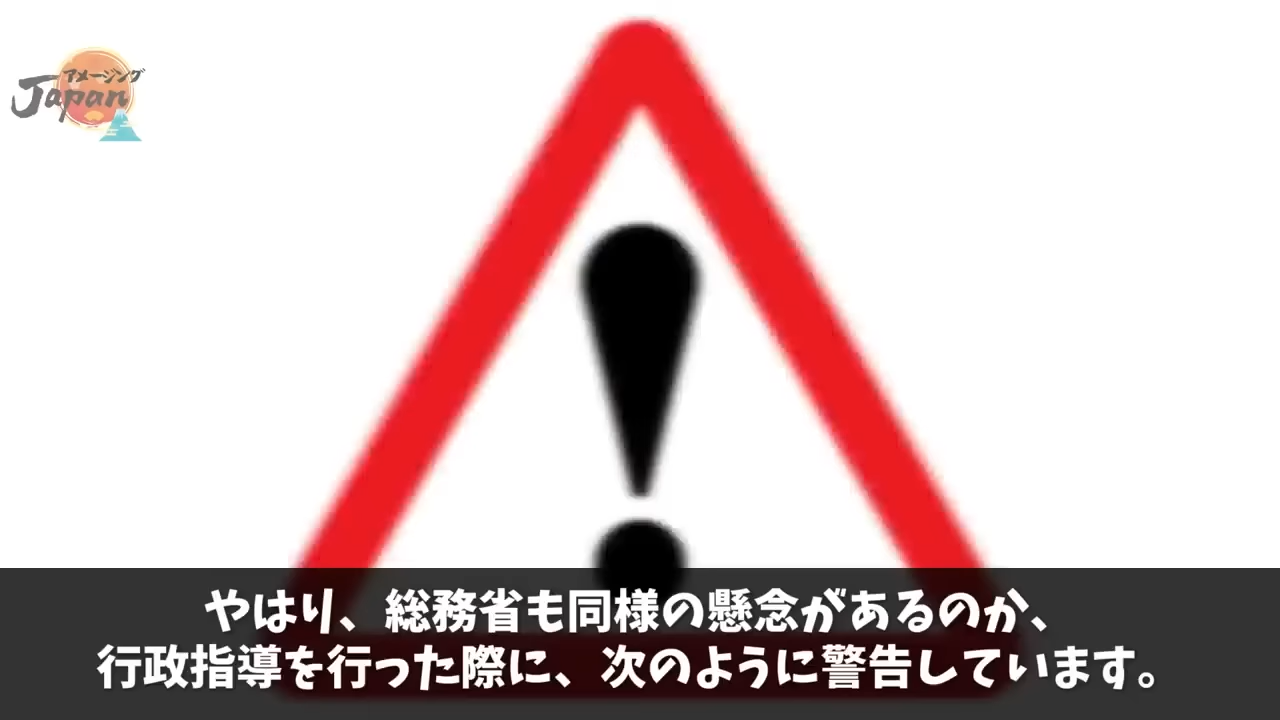 アメージング
Japan
やはり、総務省も同様の懸念があるのか、
行政指導を行った際に、次のように警告しています。